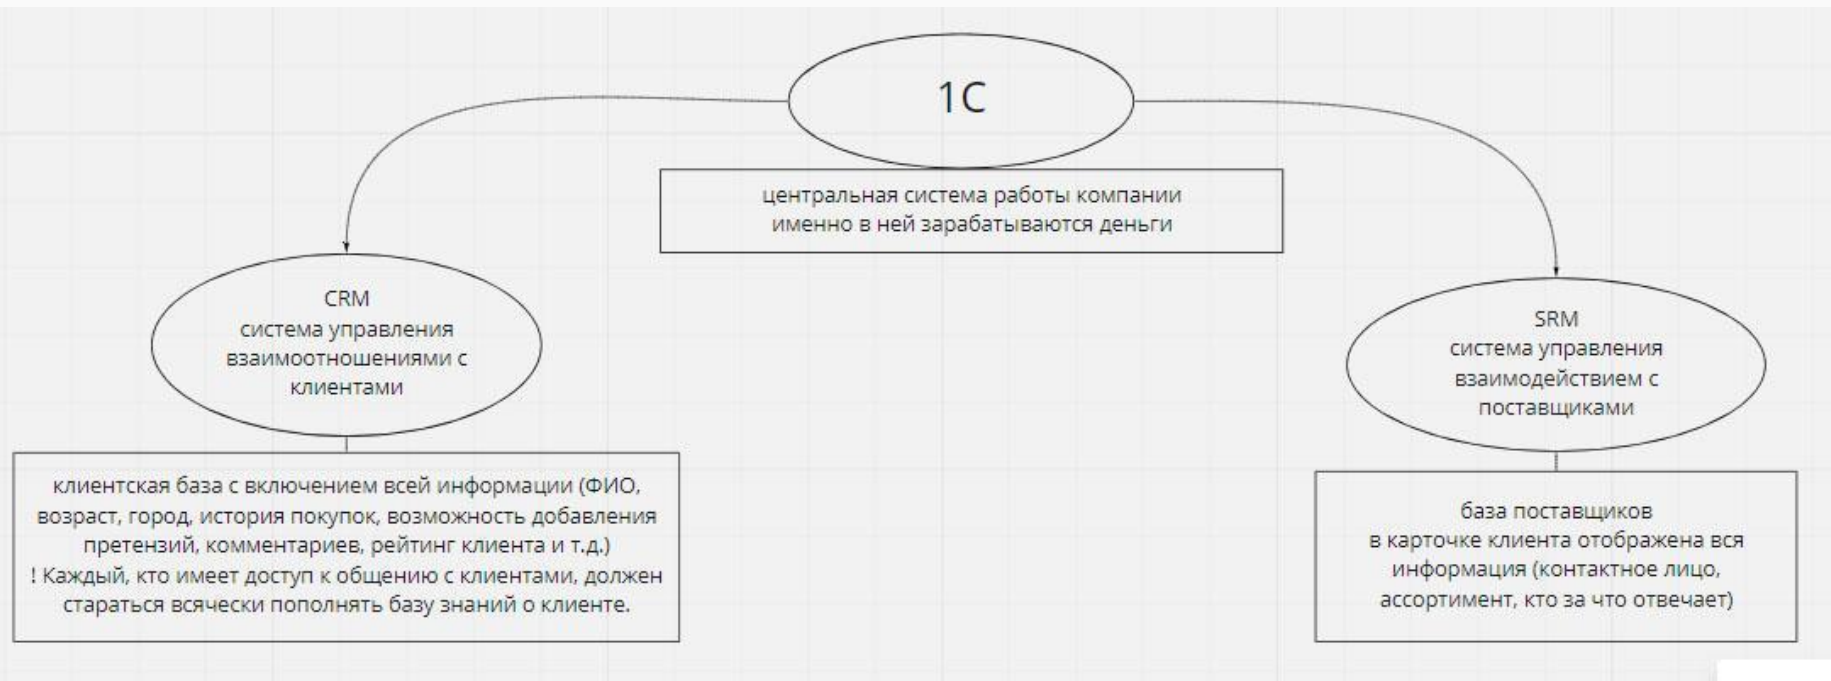 1С
центральная система работы компании
именно в ней зарабатываются деньги
CRM
система управления
взаимоотношениями с
клиентами
клиентская база с включением всей информации (ФИО,
возраст, город, история покупок, возможность добавления
претензий, комментариев, рейтинг клиента и т.д.)
! Каждый, кто имеет доступ к общению с клиентами, должен
стараться всячески пополнять базу знаний о клиенте.
SRM
система управления
взаимодействием с
поставщиками
база поставщиков
в карточке клиента отображена вся
информация (контактное лицо,
ассортимент, кто за что отвечает)